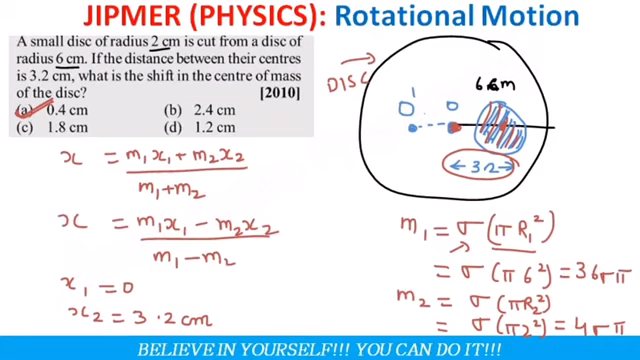 JIPMER (PHYSICS): Rotational Motion
A small disc of radius 2 cm is cut from a disc of
radius 6 cm. If the distance between their centres
is 3.2 cm, what is the shift in the centre of mass
of the disc? [2010]
(a) 0.4 cm (b) 2.4 cm
(c) 1.8 cm (d) 1.2 cm
x = m₁x₁ + m₂x₂
m₁ + m₂
x = m₁x₁ − m₂x₂
m₁ − m₂
x₁ = 0
x₂ = 3.2 cm
DISC
O' O
3.2
m₁ = σ (πR₁²)
= σ (π 6²) = 36σπ
m₂ = σ (πR₂²)
= σ (π2²) = 4σπ
BELIEVE IN YOURSELF!!! YOU CAN DO IT!!!